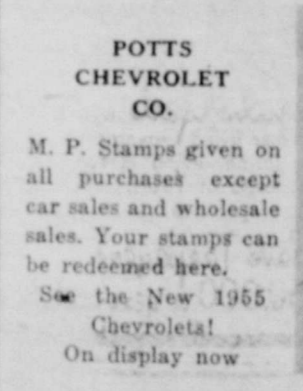 POTTS
CHEVROLET
CO.
M. P. Stamps given on
all purchases except
car sales and wholesale
sales. Your stamps can
be redeemed here.
See the New 1955
Chevrolets!
On display now